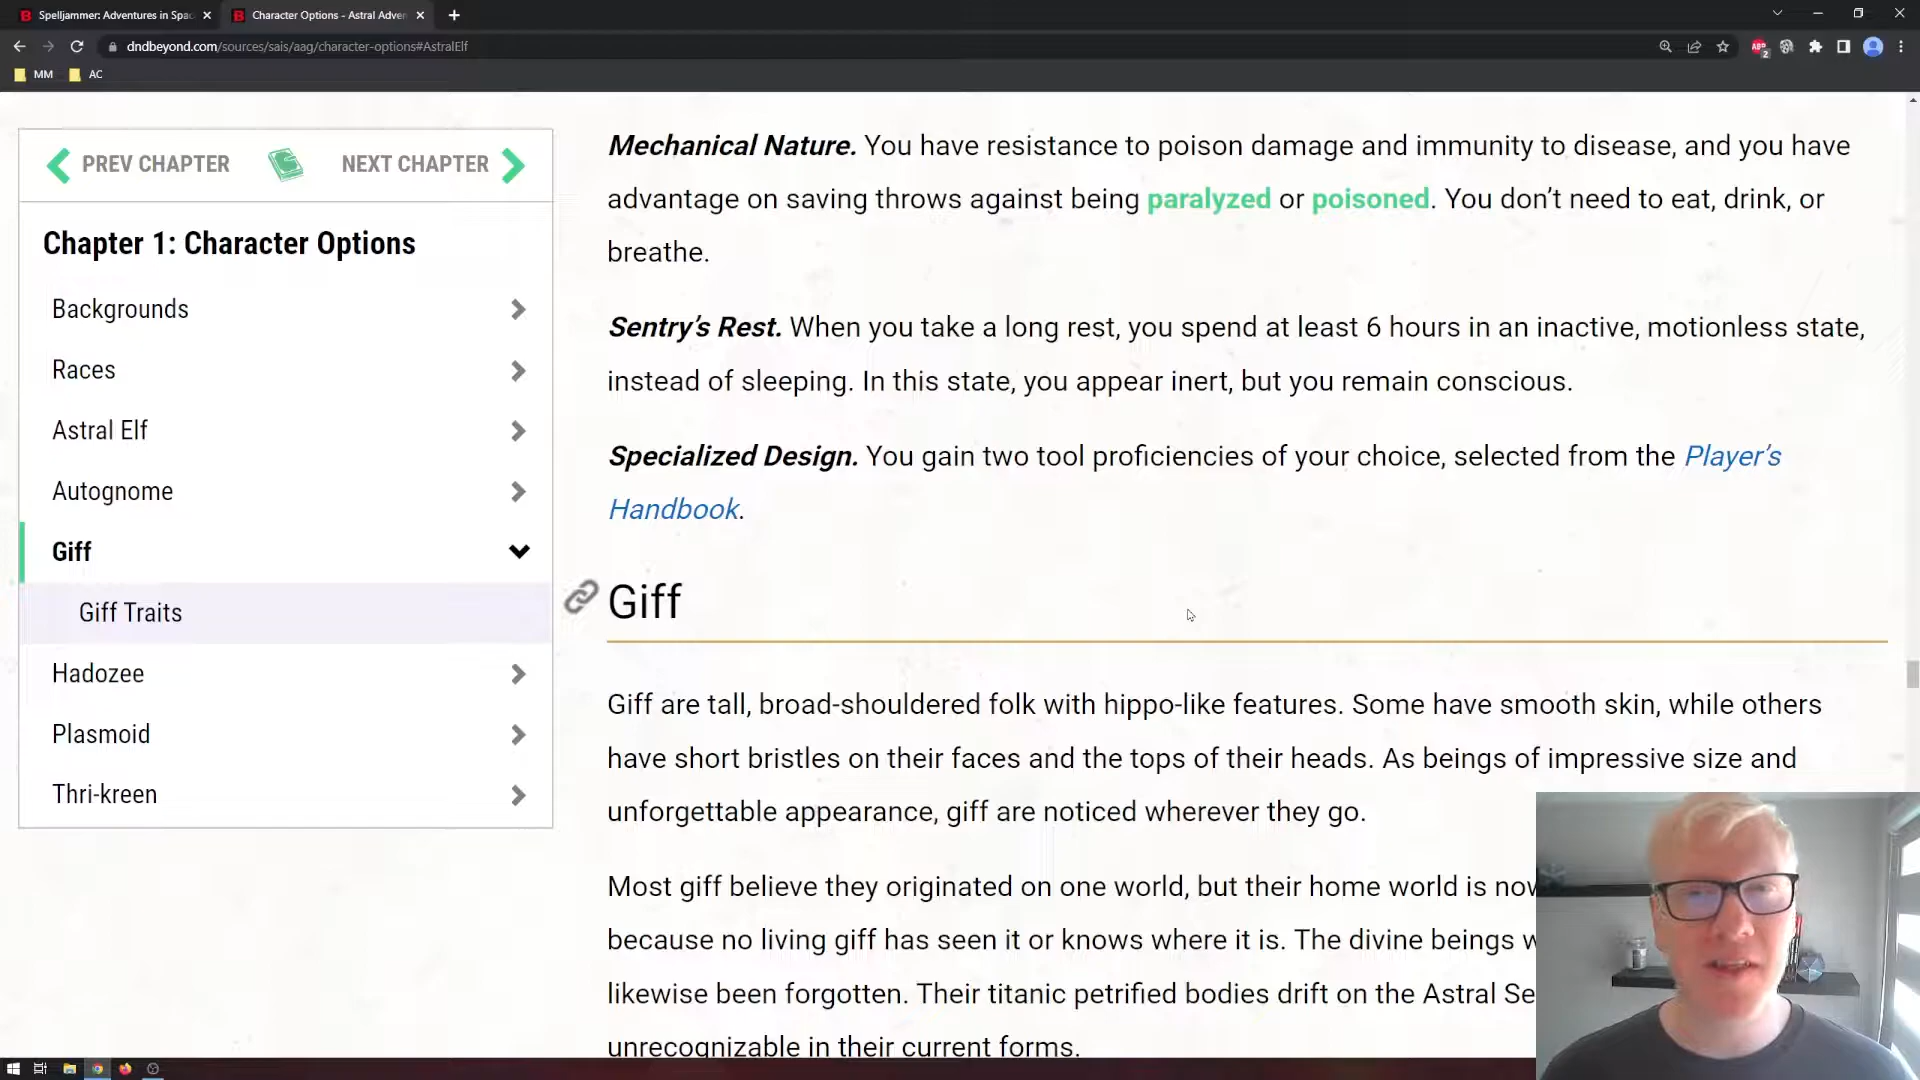 Spelljammer: Adventures in Spac
Character Options - Astral Adven
dndbeyond.com/sources/sais/aag/character-options#AstralElf
MM
AC
PREV CHAPTER
NEXT CHAPTER
Chapter 1: Character Options
Backgrounds
Races
Astral Elf
Autognome
Giff
Giff Traits
Hadozee
Plasmoid
Thri-kreen
Mechanical Nature. You have resistance to poison damage and immunity to disease, and you have
advantage on saving throws against being paralyzed or poisoned. You don’t need to eat, drink, or
breathe.
Sentry’s Rest. When you take a long rest, you spend at least 6 hours in an inactive, motionless state,
instead of sleeping. In this state, you appear inert, but you remain conscious.
Specialized Design. You gain two tool proficiencies of your choice, selected from the Player’s
Handbook.
Giff
Giff are tall, broad-shouldered folk with hippo-like features. Some have smooth skin, while others
have short bristles on their faces and the tops of their heads. As beings of impressive size and
unforgettable appearance, giff are noticed wherever they go.
Most giff believe they originated on one world, but their home world is now
because no living giff has seen it or knows where it is. The divine beings w
likewise been forgotten. Their titanic petrified bodies drift on the Astral Se
unrecognizable in their current forms.